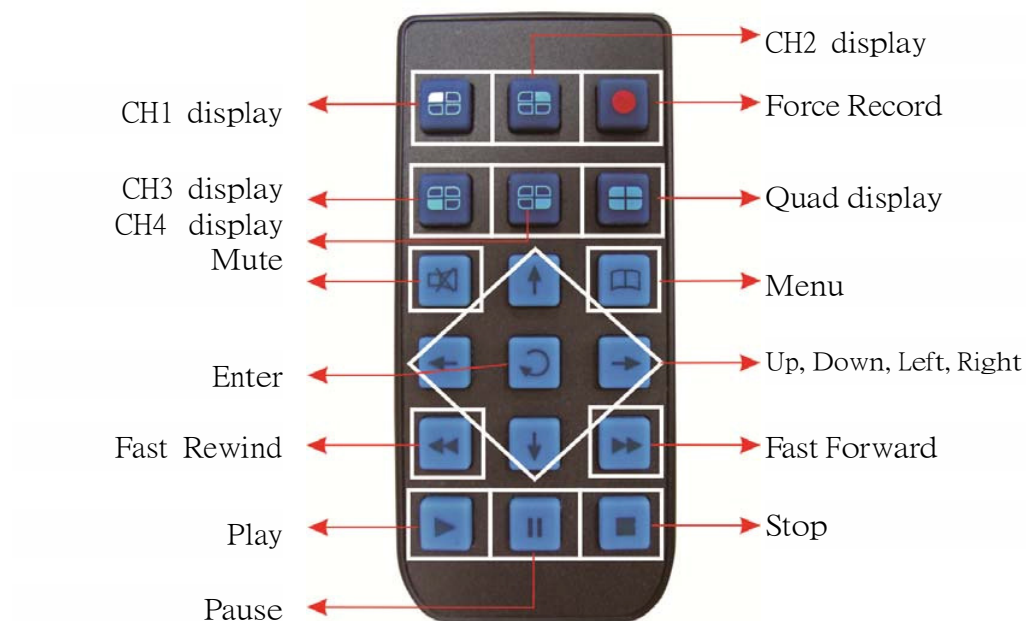 CH2 display
CH1 display
Force Record
CH3 display
CH4 display
Quad display
Mute
Menu
Enter
Up, Down, Left, Right
Fast Rewind
Fast Forward
Play
Stop
Pause